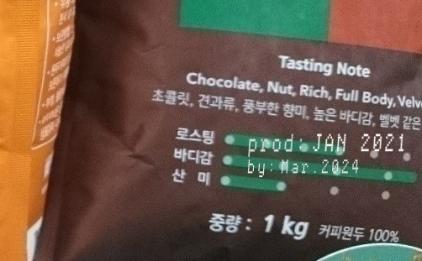 Tasting Note
Chocolate, Nut, Rich, Full Body,
초콜릿, 견과류, 풍부한 향미, 높은 바디감, 벨벳 같은
로스팅
prod: JAN 2021
바디감
by: Mar.2024
산 미
중량 : 1 kg 커피원두 100%